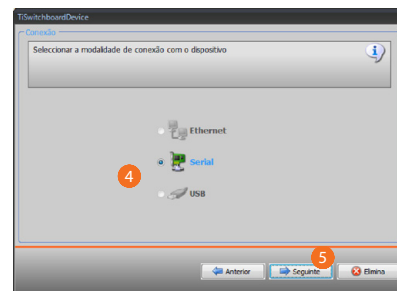 TiSwitchboardDevice
Conexão
Seleccionar a modalidade de conexão com o dispositivo
Ethernet
4
Serial
USB
5
Anterior
Seguinte
Elimina